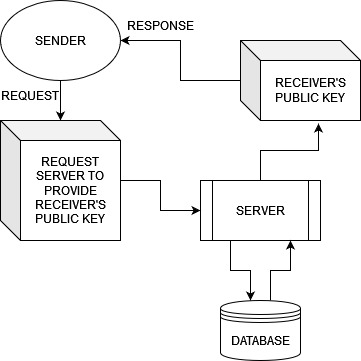 SENDER
RESPONSE
REQUEST
RECEIVER'S
PUBLIC KEY
REQUEST
SERVER TO
PROVIDE
RECEIVER'S
PUBLIC KEY
SERVER
DATABASE